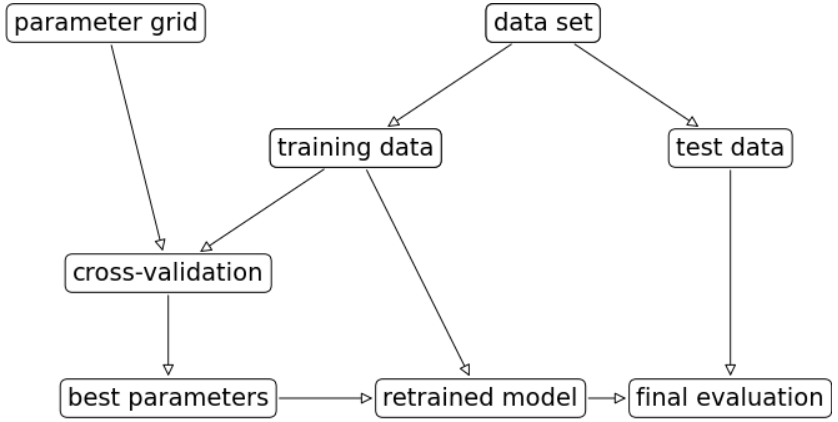 parameter grid
data set
training data
test data
cross-validation
best parameters
retrained model
final evaluation